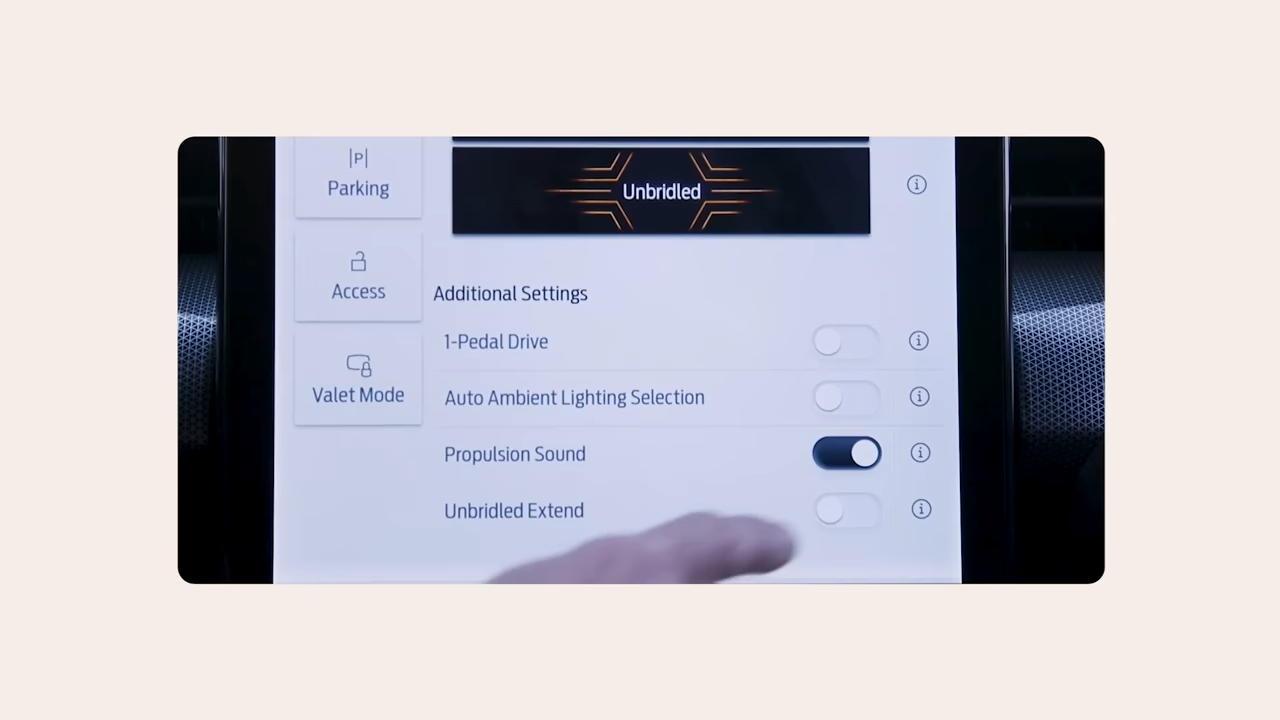 P
Parking
Unbridled
Access
Additional Settings
1-Pedal Drive
Valet Mode
Auto Ambient Lighting Selection
Propulsion Sound
Unbridled Extend